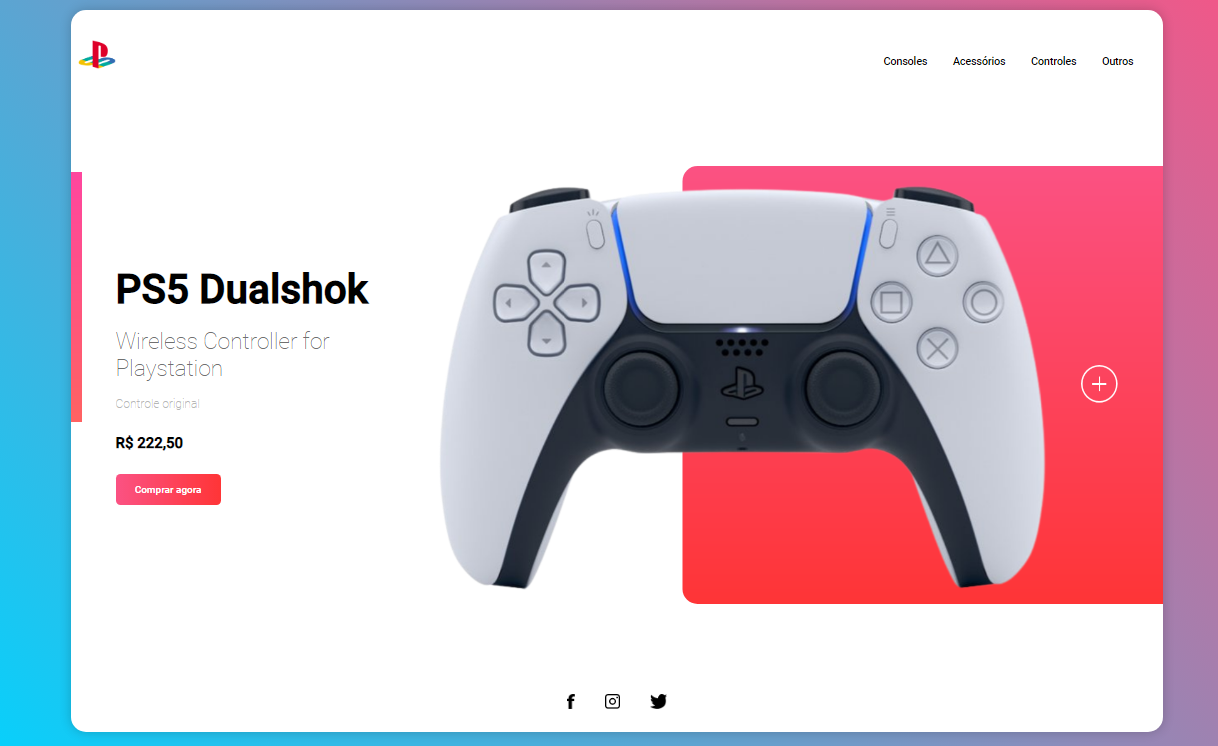 Consoles Acessórios Controles Outros
PS5 Dualshok
Wireless Controller for
Playstation
Controle original
R$ 222,50
Comprar agora